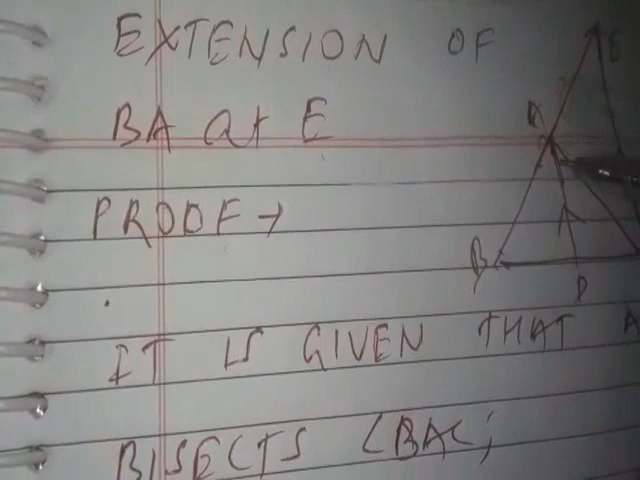 EXTENSION OF
BA at E
PROOF →
IT IS GIVEN THAT A
BISECTS ∠BAC;
E
A
B
D